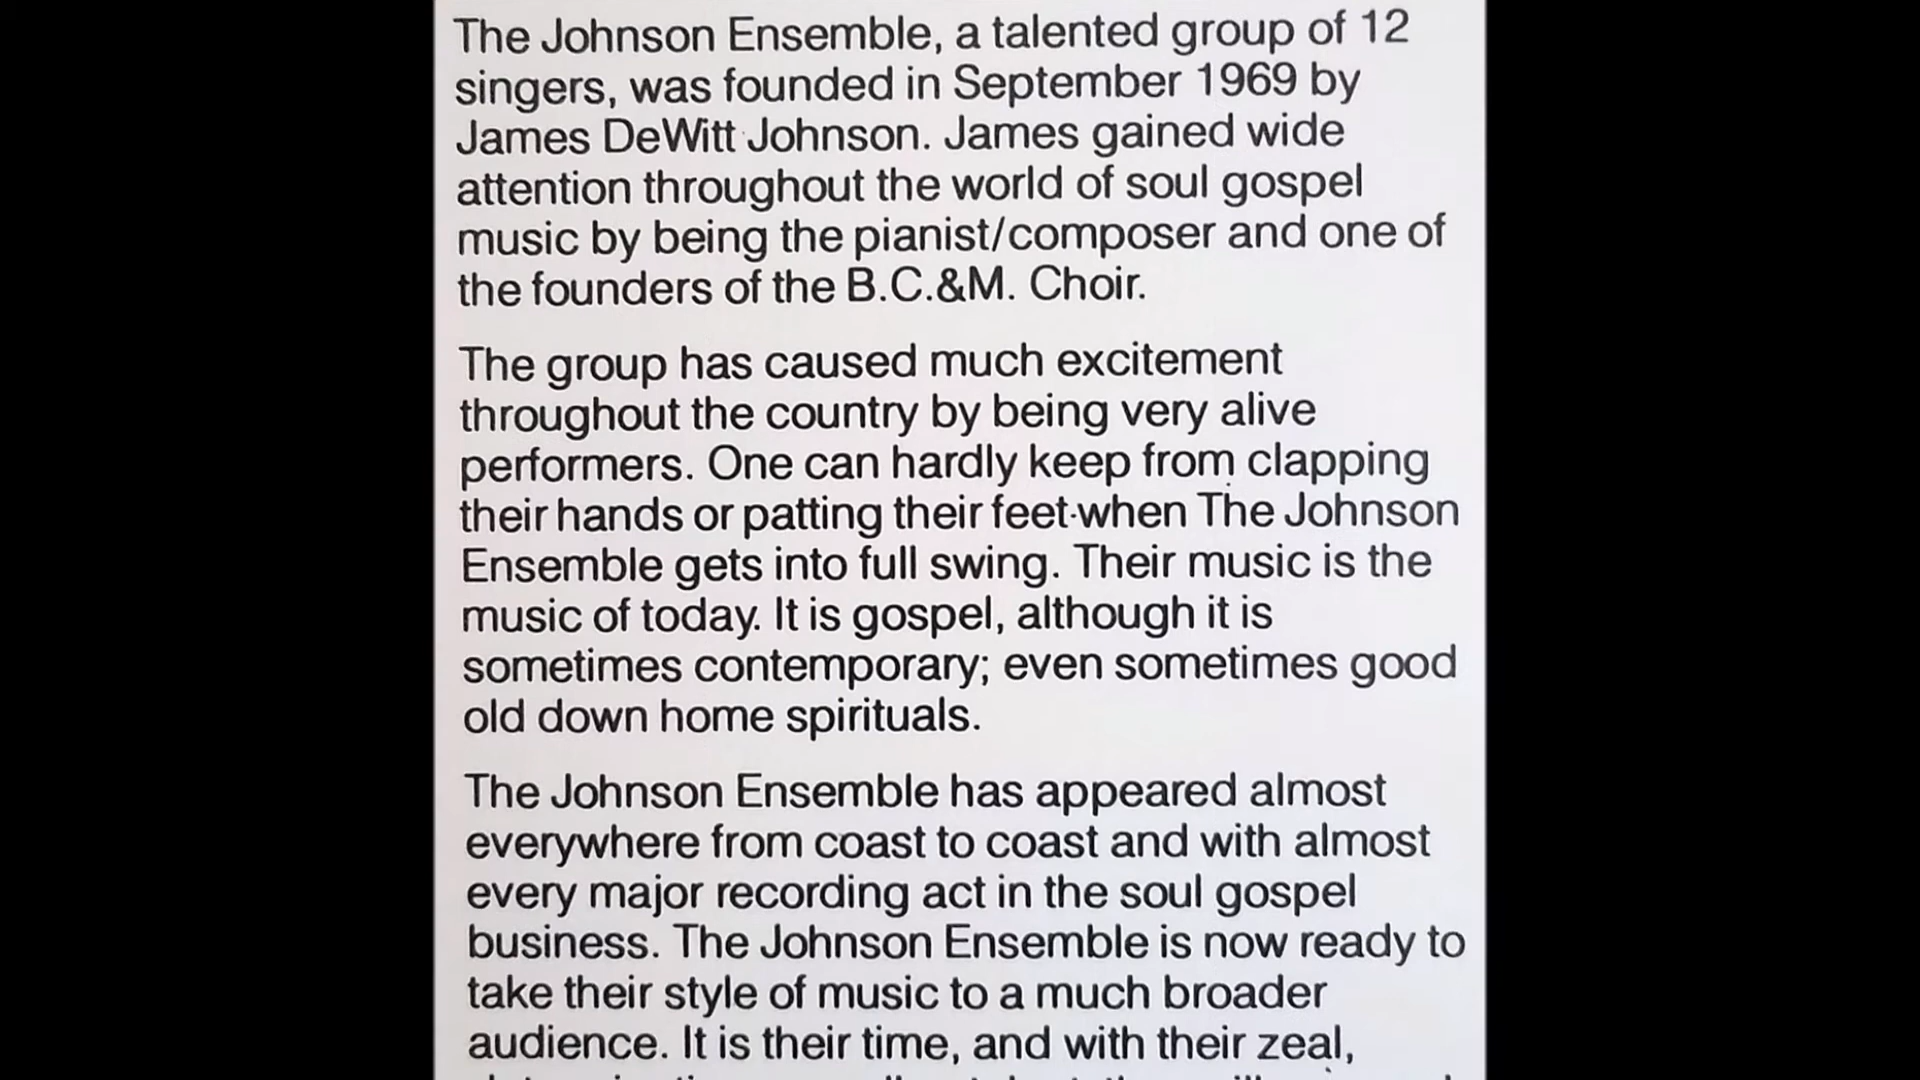 The Johnson Ensemble, a talented group of 12
singers, was founded in September 1969 by
James DeWitt Johnson. James gained wide
attention throughout the world of soul gospel
music by being the pianist/composer and one of
the founders of the B.C.&M. Choir.
The group has caused much excitement
throughout the country by being very alive
performers. One can hardly keep from clapping
their hands or patting their feet when The Johnson
Ensemble gets into full swing. Their music is the
music of today. It is gospel, although it is
sometimes contemporary; even sometimes good
old down home spirituals.
The Johnson Ensemble has appeared almost
everywhere from coast to coast and with almost
every major recording act in the soul gospel
business. The Johnson Ensemble is now ready to
take their style of music to a much broader
audience. It is their time, and with their zeal,